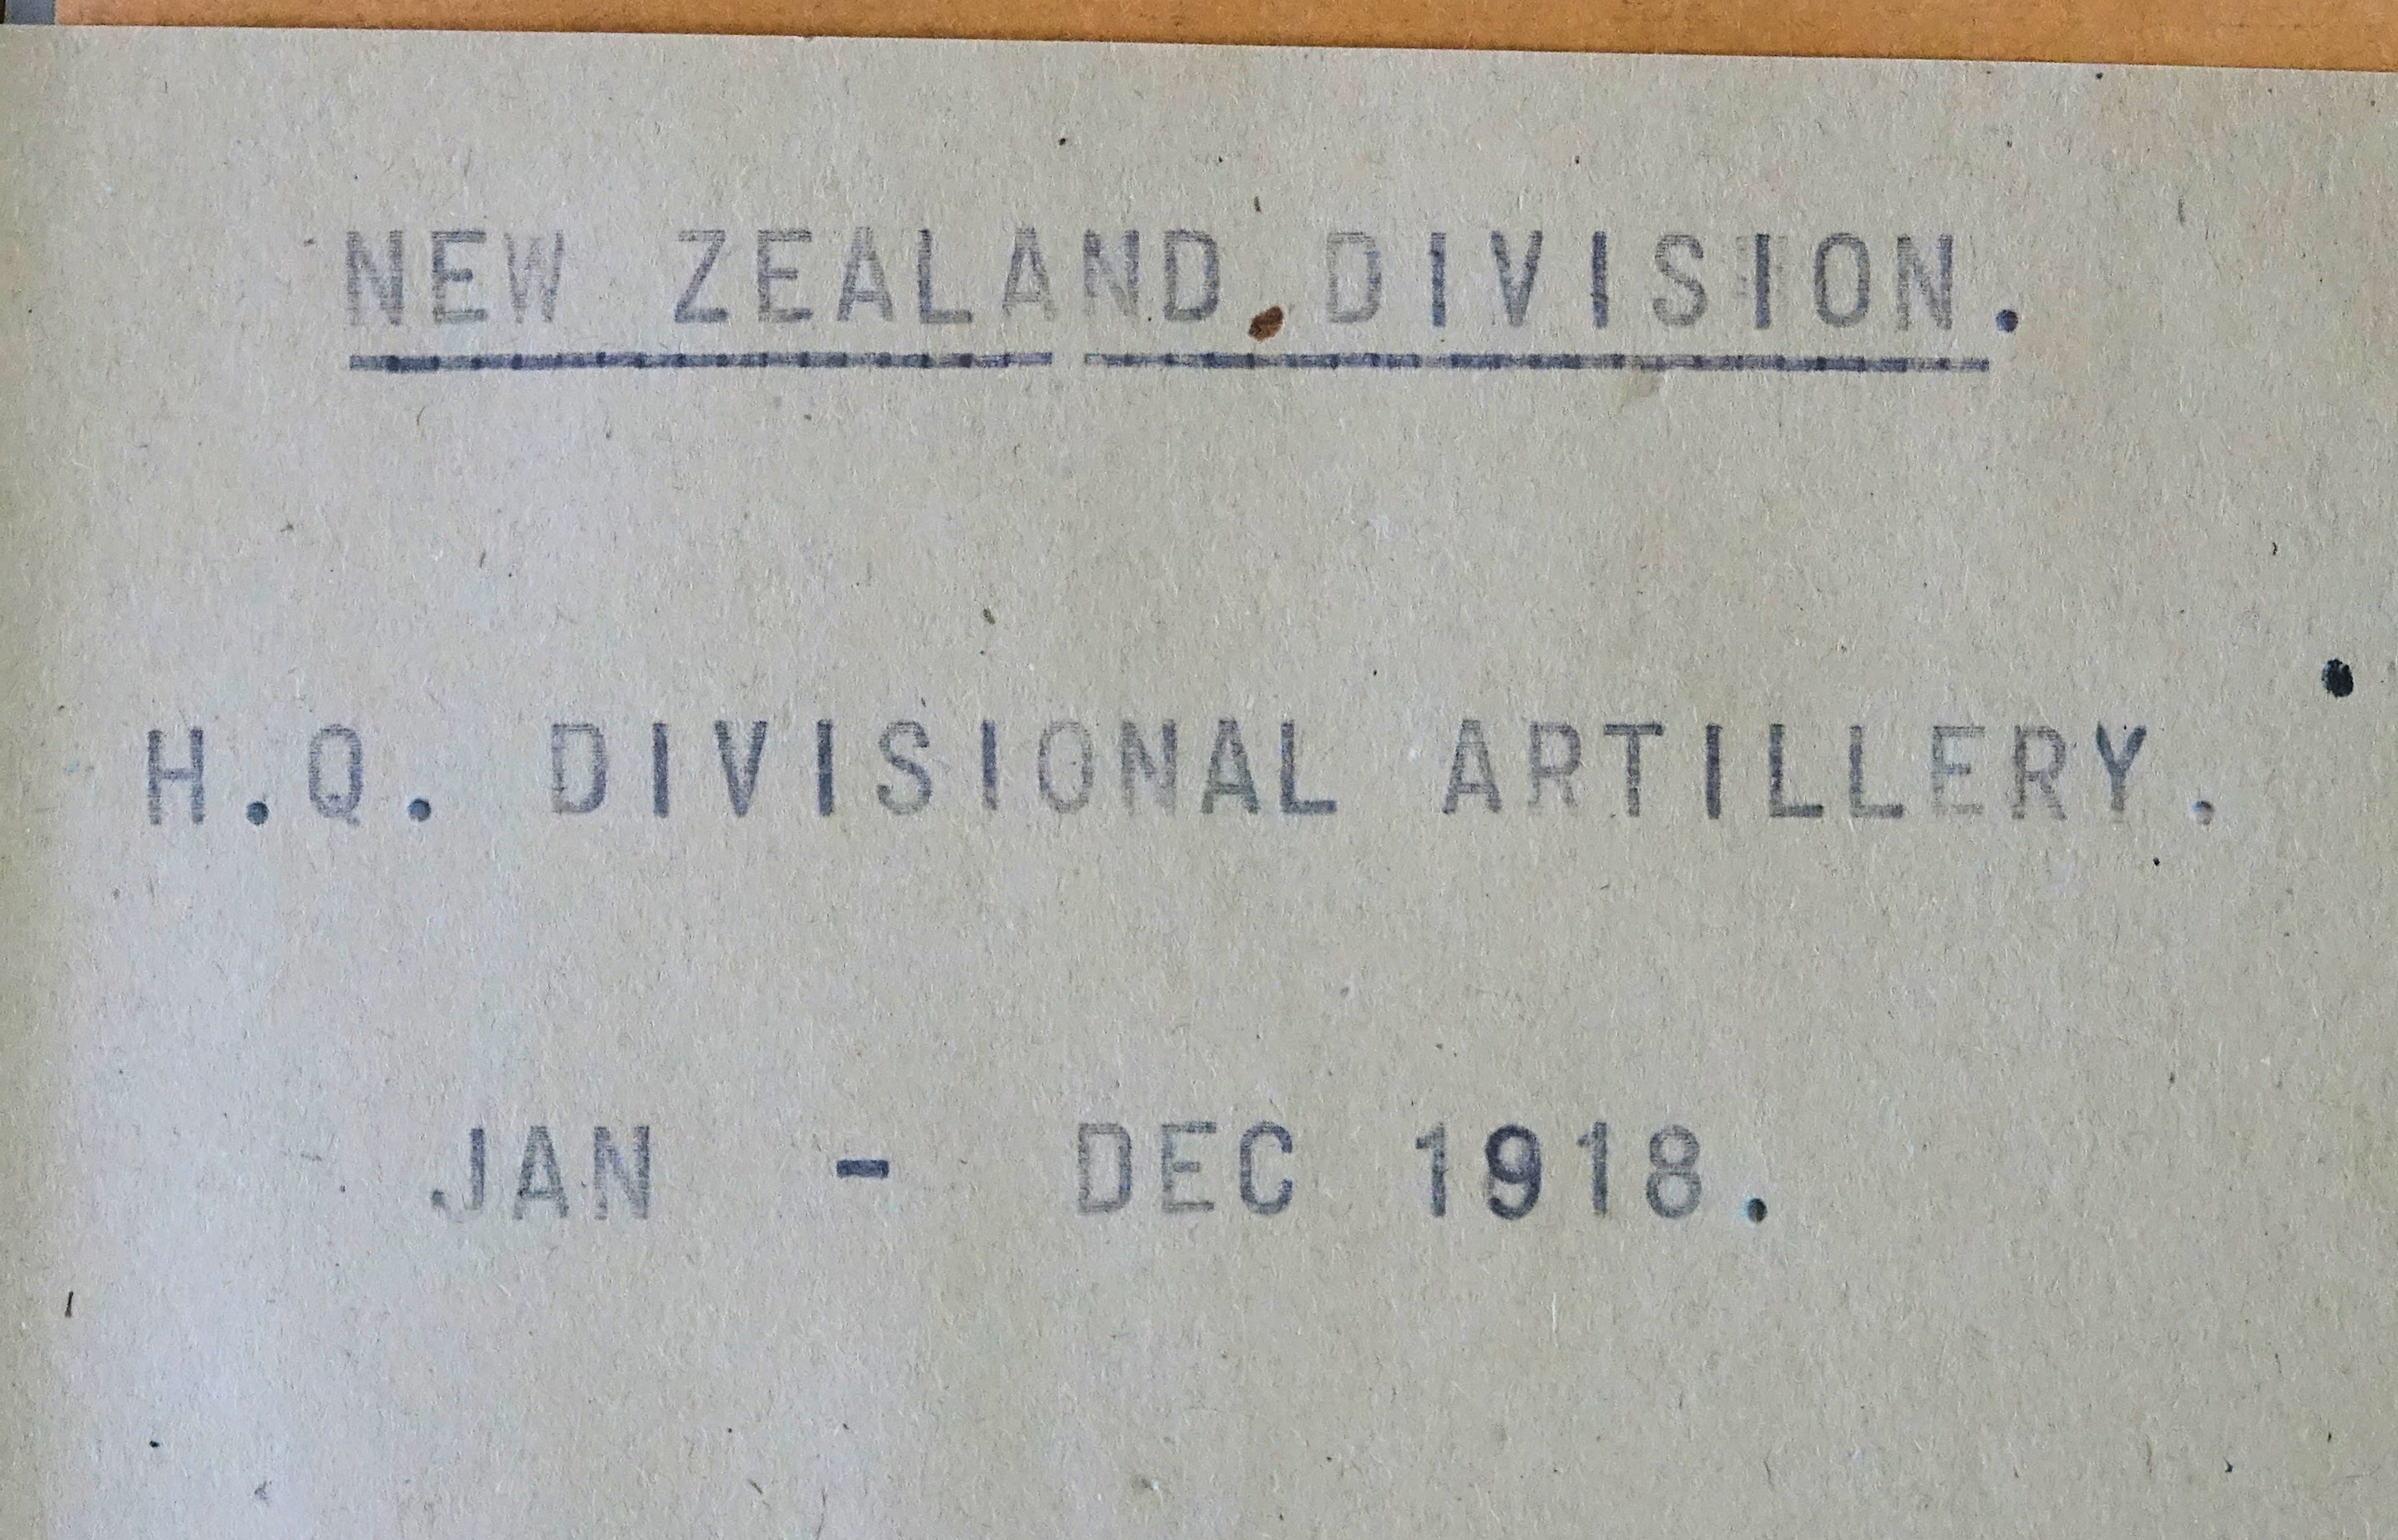 NEW ZEALAND DIVISION.
H.Q. DIVISIONAL ARTILLERY.
JAN - DEC 1918.